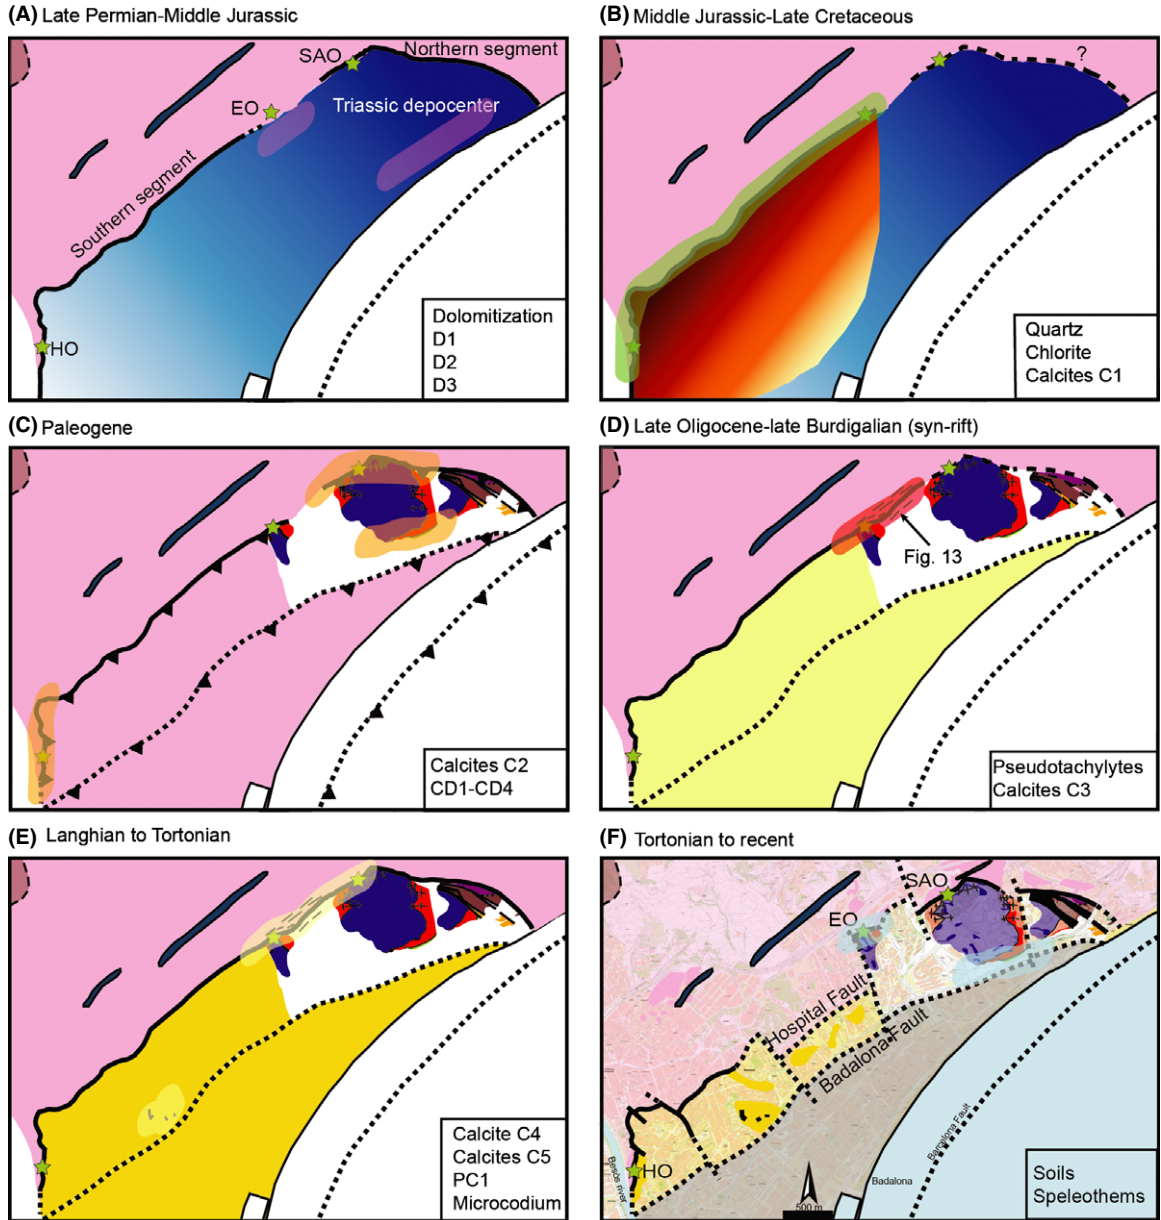 (A) Late Permian-Middle Jurassic
SAO
Northern segment
EO
Triassic depocenter
Southern segment
HO
Dolomitization
D1
D2
D3
(B) Middle Jurassic-Late Cretaceous
?
Quartz
Chlorite
Calcites C1
(C) Paleogene
Calcites C2
CD1-CD4
(D) Late Oligocene-late Burdigalian (syn-rift)
Fig. 13
Pseudotachylytes
Calcites C3
(E) Langhian to Tortonian
Calcite C4
Calcites C5
PC1
Microcodium
(F) Tortonian to recent
SAO
EO
Hospital Fault
Badalona Fault
Barcelona Fault
HO
Besòs river
Badalona
500 m
Soils
Speleothems